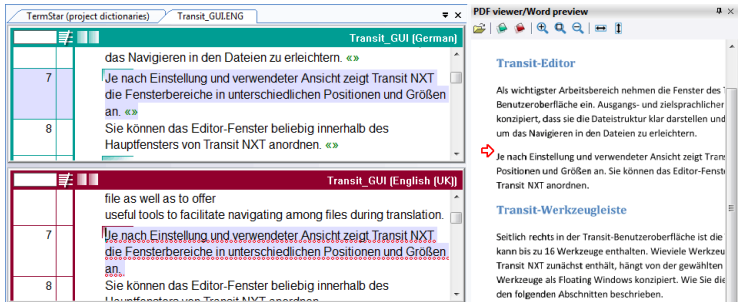 TermStar (project dictionaries)
Transit_GUI.ENG
Transit_GUI (German)
das Navigieren in den Dateien zu erleichtern. «»
7
Je nach Einstellung und verwendeter Ansicht zeigt Transit NXT
die Fensterbereiche in unterschiedlichen Positionen und Größen
an. «»
8
Sie können das Editor-Fenster beliebig innerhalb des
Hauptfensters von Transit NXT anordnen. «»
Transit_GUI (English (UK))
file as well as to offer
useful tools to facilitate navigating among files during translation.
7
Je nach Einstellung und verwendeter Ansicht zeigt Transit NXT
die Fensterbereiche in unterschiedlichen Positionen und Größen
an.
8
Sie können das Editor-Fenster beliebig innerhalb des
Hauptfensters von Transit NXT anordnen.
PDF viewer/Word preview
Transit-Editor
Als wichtigster Arbeitsbereich nehmen die Fenster des
Benutzeroberfläche ein. Ausgangs- und zielsprachlicher
konzipiert, dass sie die Dateistruktur klar darstellen und
um das Navigieren in den Dateien zu erleichtern.
Je nach Einstellung und verwendeter Ansicht zeigt Trans
Positionen und Größen an. Sie können das Editor-Fenste
Transit NXT anordnen.
Transit-Werkzeugleiste
Seitlich rechts in der Transit-Benutzeroberfläche ist die
kann bis zu 16 Werkzeuge enthalten. Wieviele Werkzeu
Transit NXT zunächst enthält, hängt von der gewählten
Werkzeuge als Floating Windows konzipiert. Wie Sie die
den folgenden Abschnitten beschrieben.